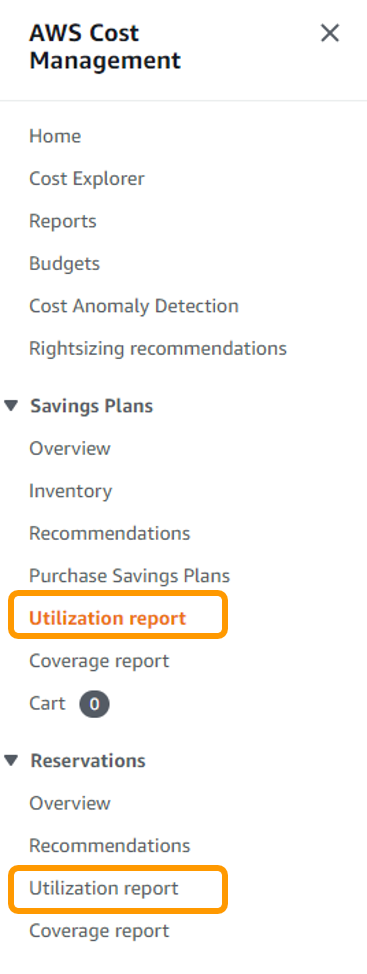 AWS Cost
Management
Home
Cost Explorer
Reports
Budgets
Cost Anomaly Detection
Rightsizing recommendations
Savings Plans
Overview
Inventory
Recommendations
Purchase Savings Plans
Utilization report
Coverage report
Cart 0
Reservations
Overview
Recommendations
Utilization report
Coverage report